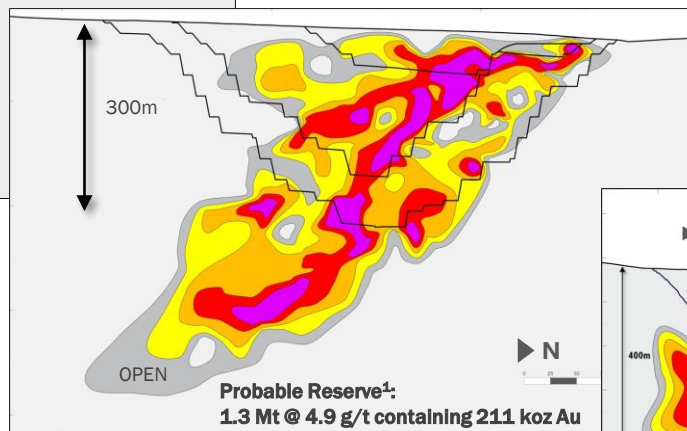 300m
N
OPEN
Probable Reserve¹:
1.3 Mt @ 4.9 g/t containing 211 koz Au
400m